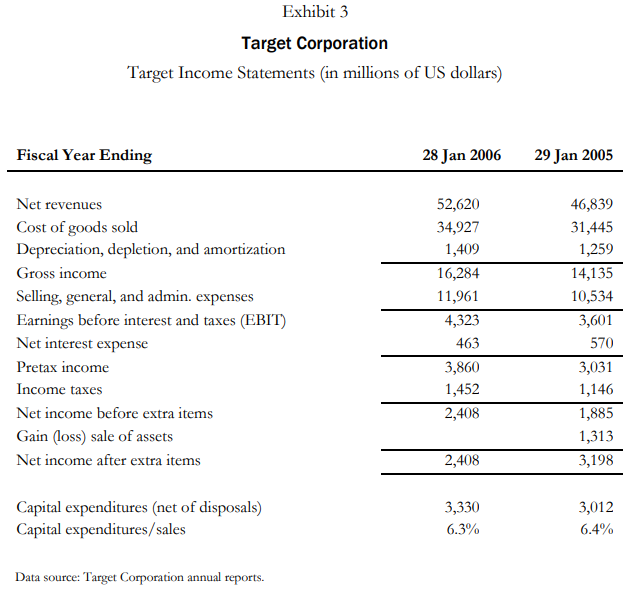 Exhibit 3
Target Corporation
Target Income Statements (in millions of US dollars)
Fiscal Year Ending 28 Jan 2006 29 Jan 2005
Net revenues 52,620 46,839
Cost of goods sold 34,927 31,445
Depreciation, depletion, and amortization 1,409 1,259
Gross income 16,284 14,135
Selling, general, and admin. expenses 11,961 10,534
Earnings before interest and taxes (EBIT) 4,323 3,601
Net interest expense 463 570
Pretax income 3,860 3,031
Income taxes 1,452 1,146
Net income before extra items 2,408 1,885
Gain (loss) sale of assets 1,313
Net income after extra items 2,408 3,198
Capital expenditures (net of disposals) 3,330 3,012
Capital expenditures/sales 6.3% 6.4%
Data source: Target Corporation annual reports.